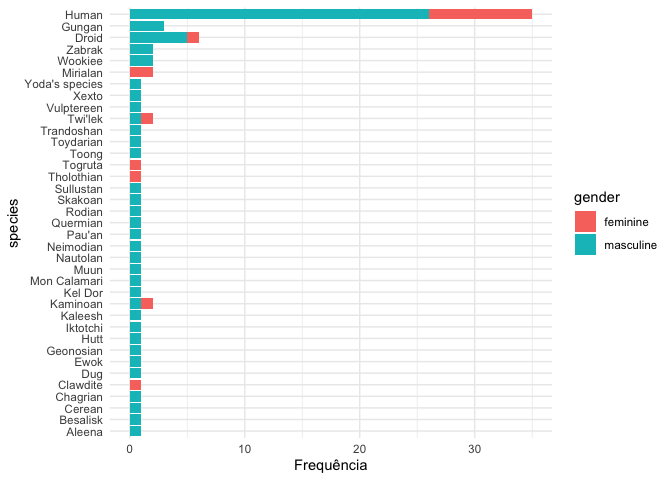 Human
Gungan
Droid
Zabrak
Wookiee
Mirialan
Yoda's species
Xexto
Vulptereen
Twi'lek
Trandoshan
Toydarian
Toong
Togruta
Tholothian
Sullustan
Skakoan
Rodian
Quermian
Pau'an
Neimodian
Nautolan
Muun
Mon Calamari
Kel Dor
Kaminoan
Kaleesh
Iktotchi
Hutt
Geonosian
Ewok
Dug
Clawdite
Chagrian
Cerean
Besalisk
Aleena
species
0 10 20 30
Frequência
gender
feminine
masculine